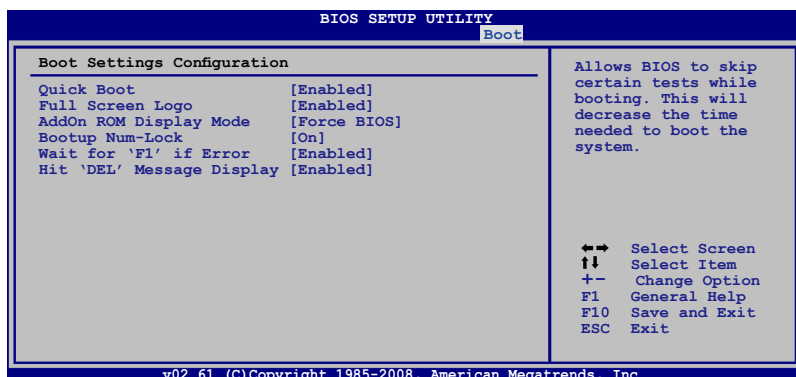 BIOS SETUP UTILITY
Boot
Boot Settings Configuration
Quick Boot [Enabled]
Full Screen Logo [Enabled]
AddOn ROM Display Mode [Force BIOS]
Bootup Num-Lock [On]
Wait for ‘F1’ if Error [Enabled]
Hit ‘DEL’ Message Display [Enabled]
Allows BIOS to skip
certain tests while
booting. This will
decrease the time
needed to boot the
system.
←→ Select Screen
↑↓ Select Item
+- Change Option
F1 General Help
F10 Save and Exit
ESC Exit
v02.61 (C)Copyright 1985-2008, American Megatrends, Inc.